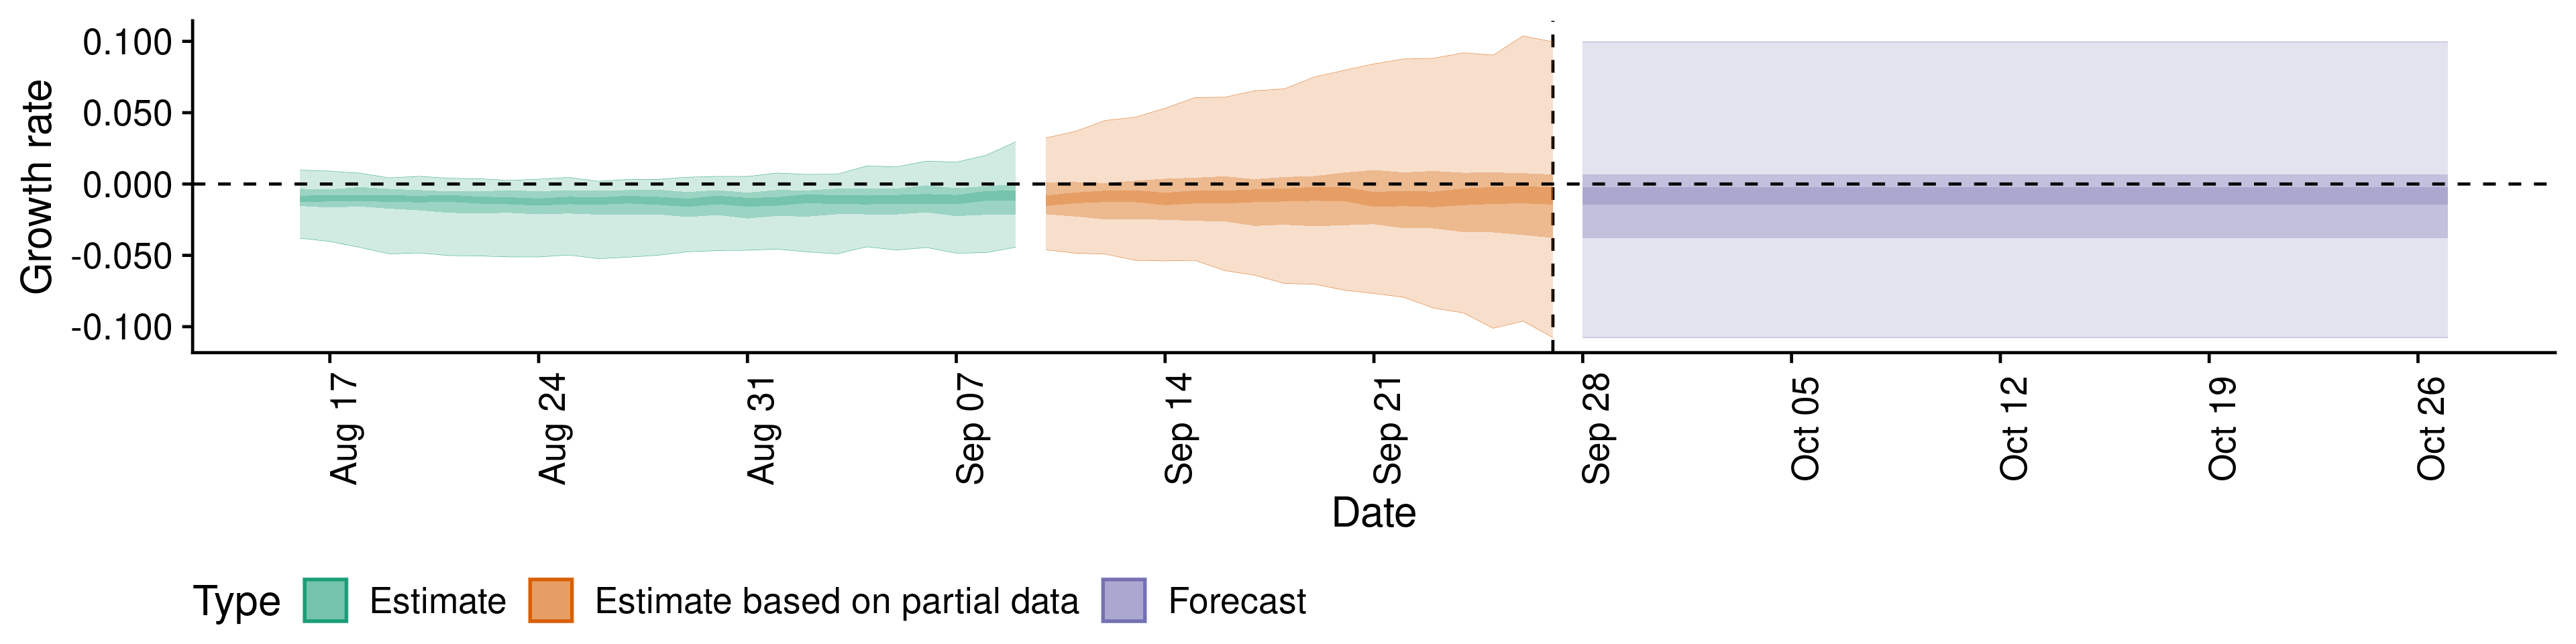 Growth rate
0.100
0.050
0.000
-0.050
-0.100
Aug 17
Aug 24
Aug 31
Sep 07
Sep 14
Sep 21
Sep 28
Oct 05
Oct 12
Oct 19
Oct 26
Date
Type Estimate Estimate based on partial data Forecast